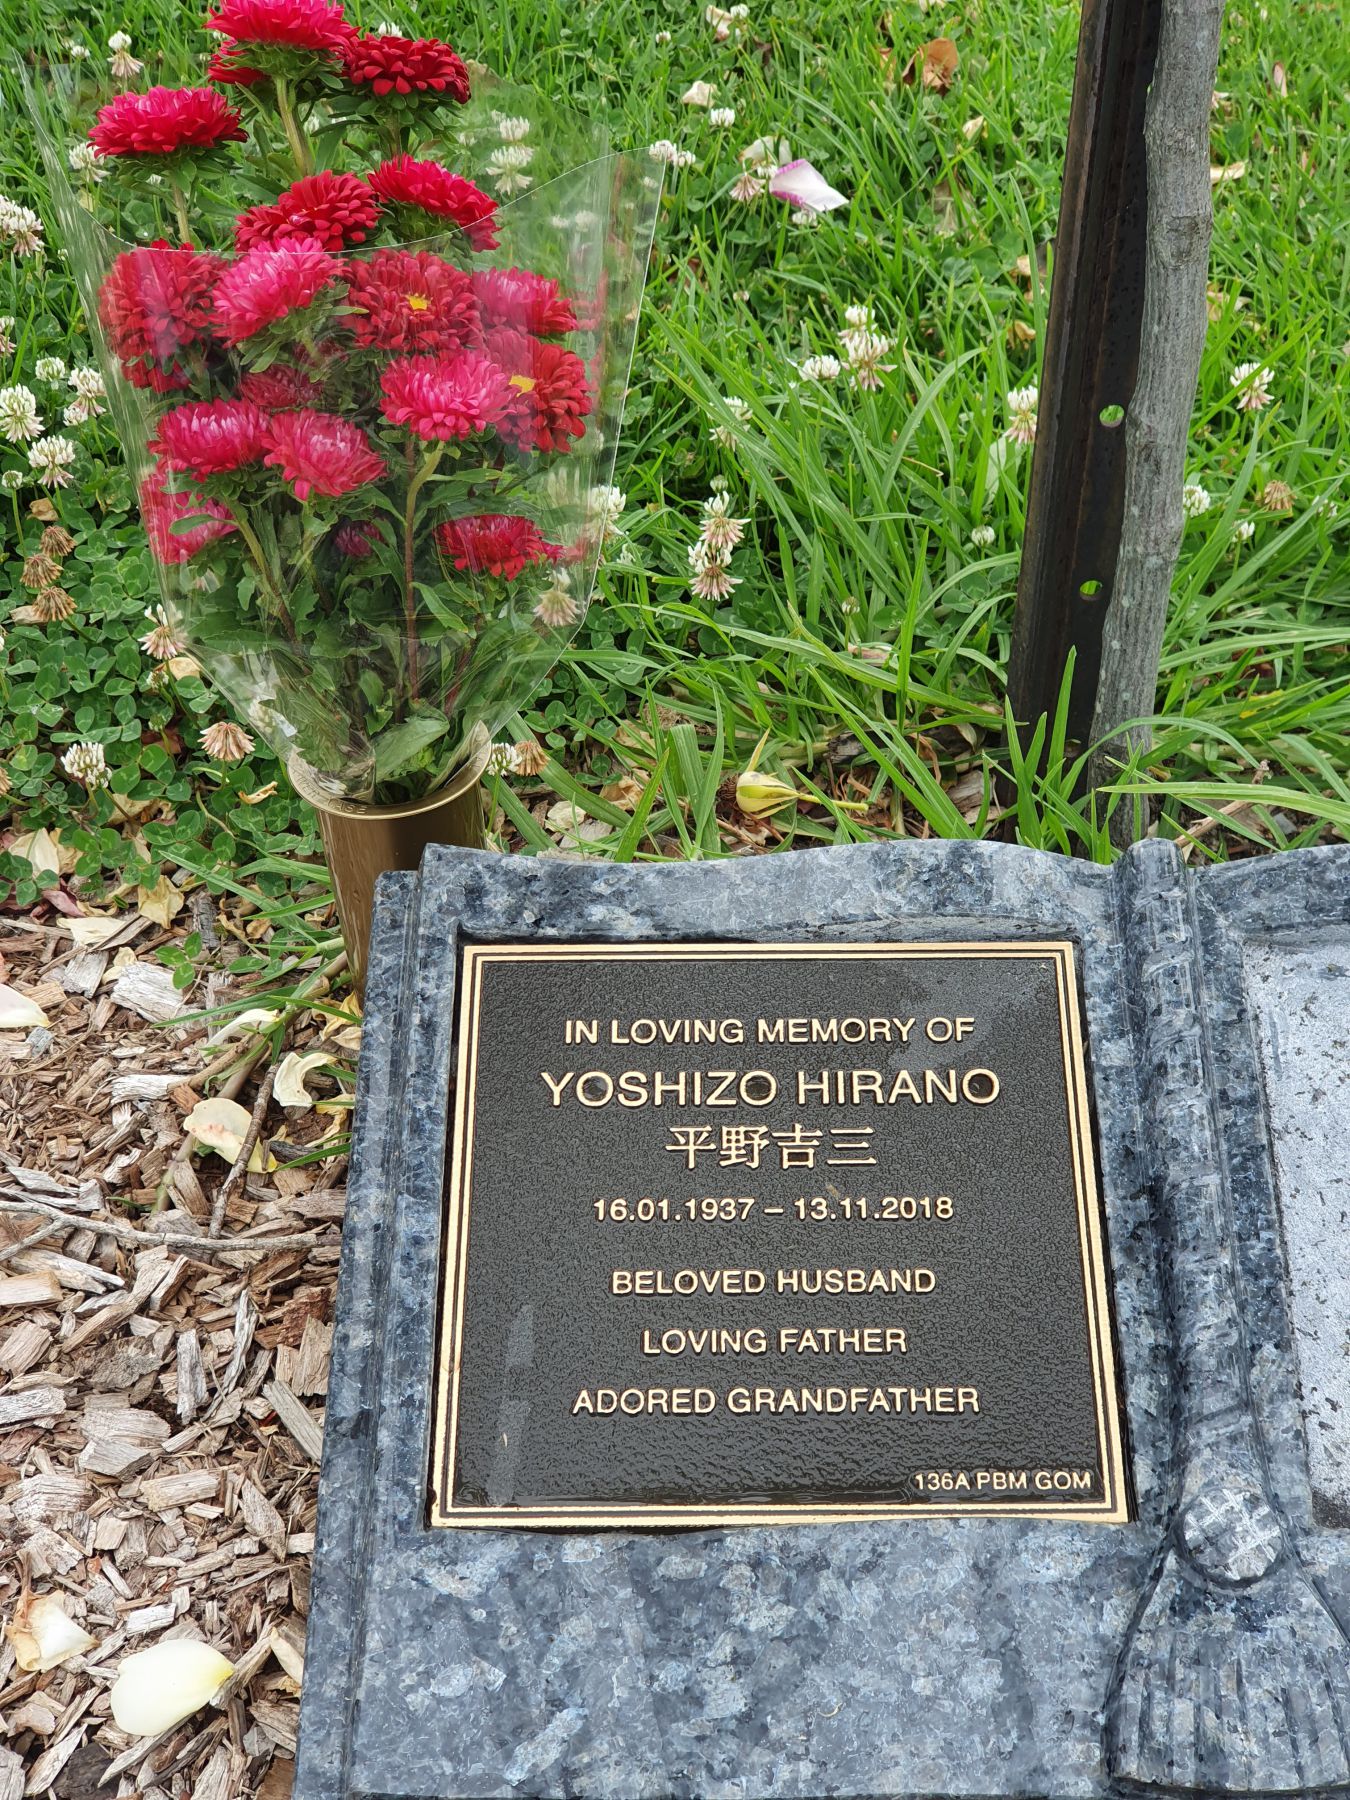 IN LOVING MEMORY OF
YOSHIZO HIRANO
平野吉三
16.01.1937 – 13.11.2018
BELOVED HUSBAND
LOVING FATHER
ADORED GRANDFATHER
136A PBM GOM